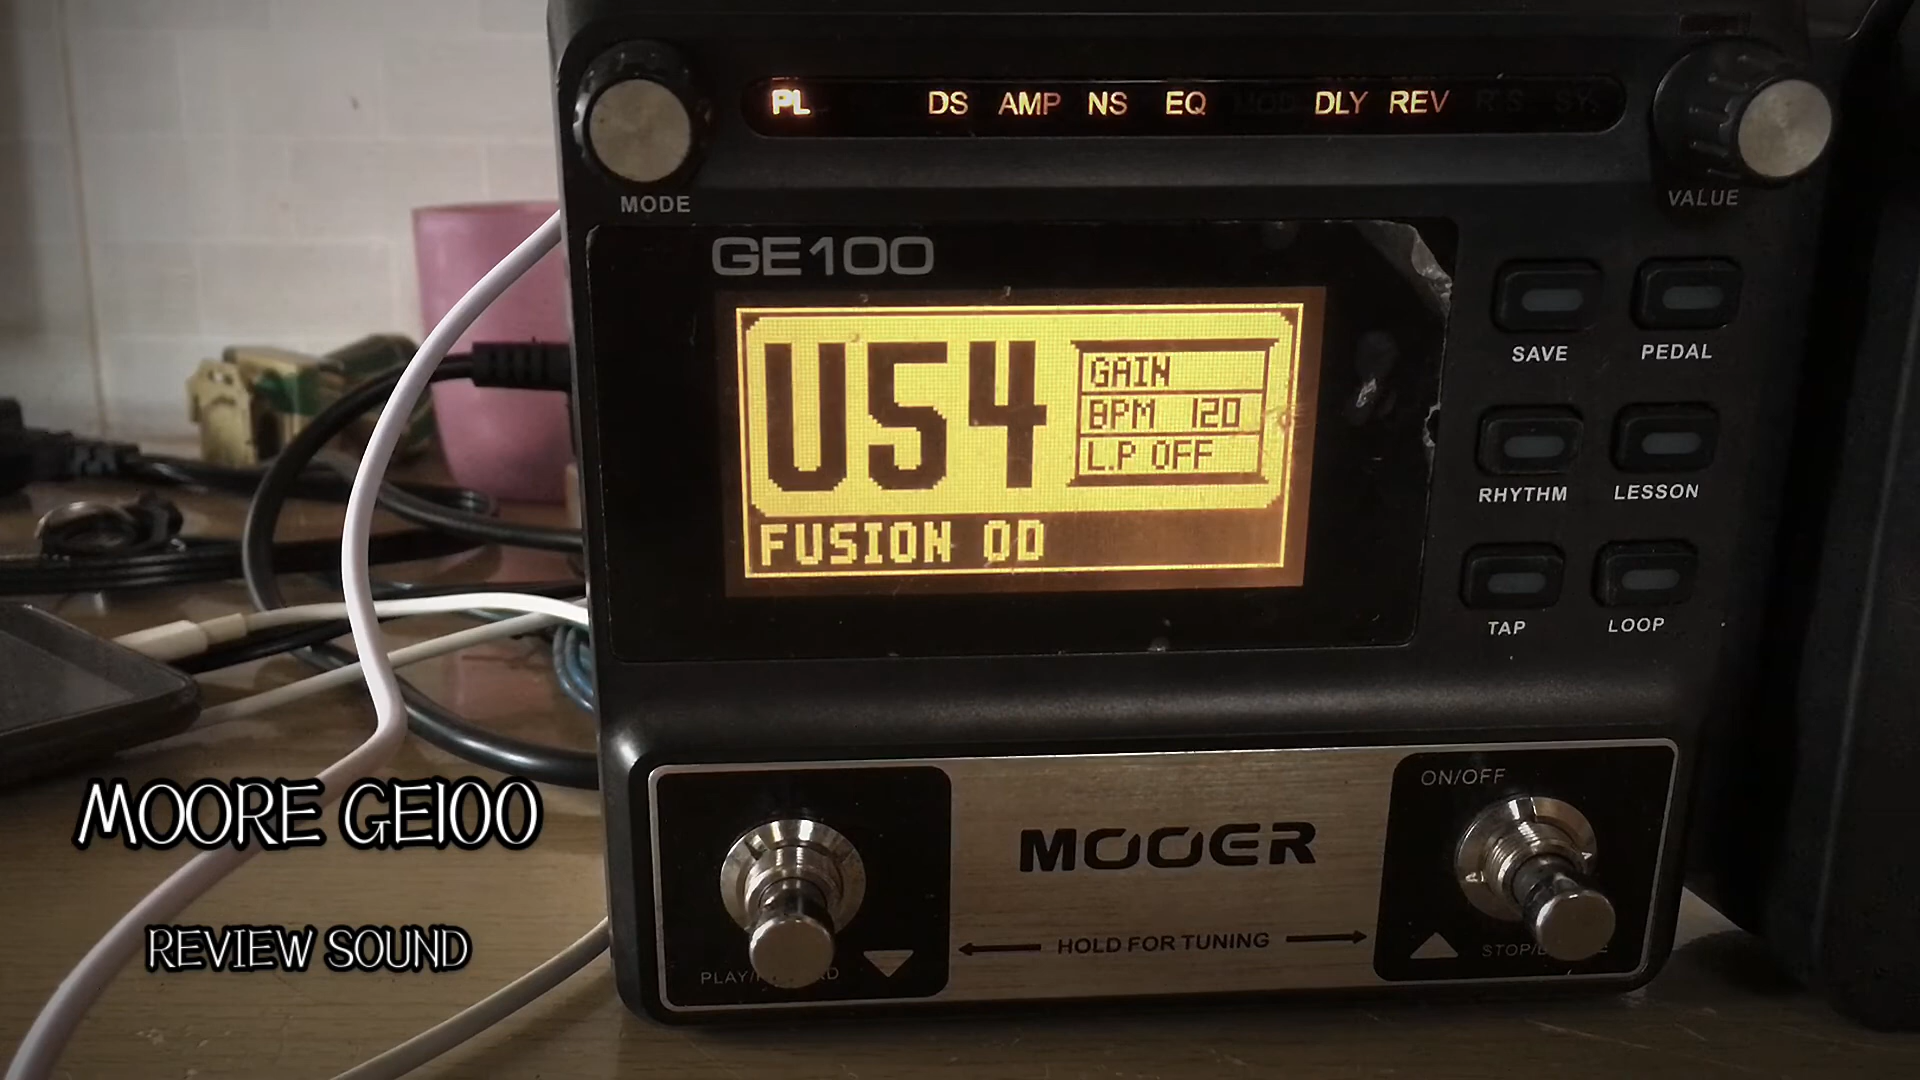 PL DS AMP NS EQ MOD DLY REV
MODE
VALUE
GE100
U54
GAIN
BPM 120
L.P OFF
FUSION OD
SAVE PEDAL
RHYTHM LESSON
TAP LOOP
ON/OFF
MOORE GE100
MOOER
REVIEW SOUND
HOLD FOR TUNING